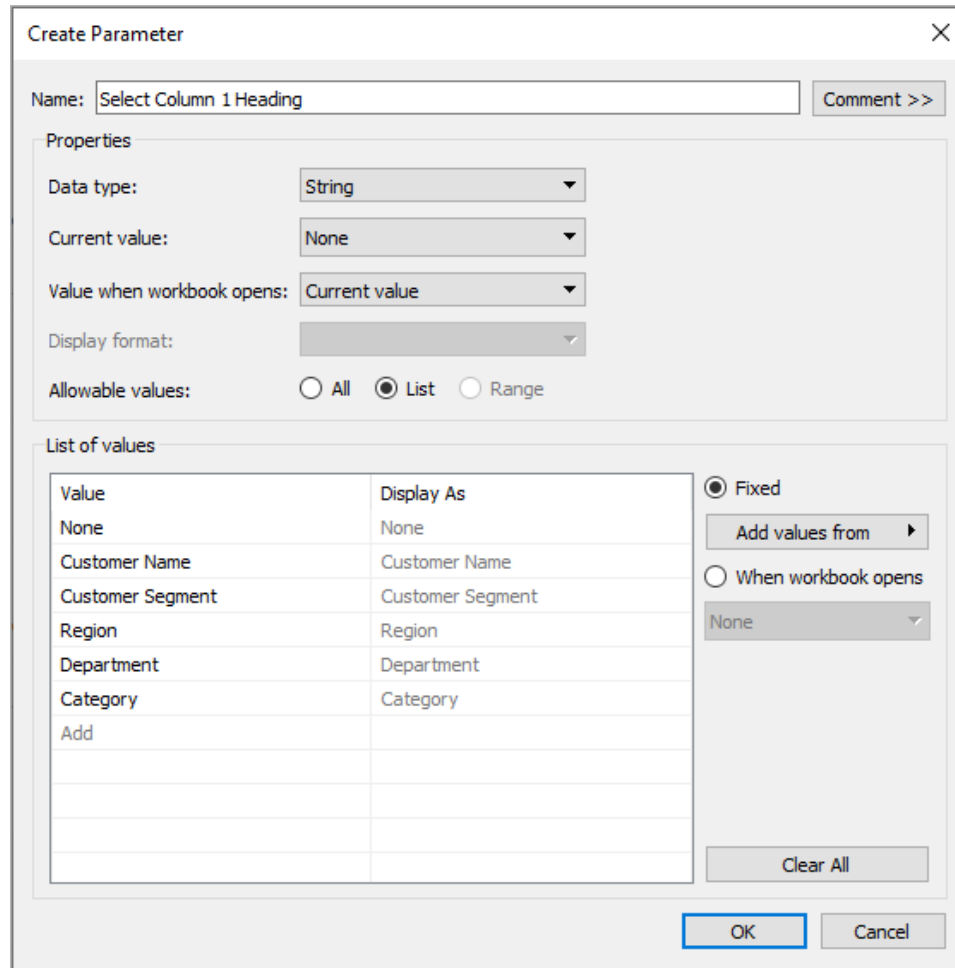 Create Parameter
Name: Select Column 1 Heading Comment >>
Properties
Data type: String
Current value: None
Value when workbook opens: Current value
Display format:
Allowable values: All List Range
List of values
Value Display As
None None
Customer Name Customer Name
Customer Segment Customer Segment
Region Region
Department Department
Category Category
Add
Fixed
Add values from
When workbook opens
None
Clear All
OK Cancel